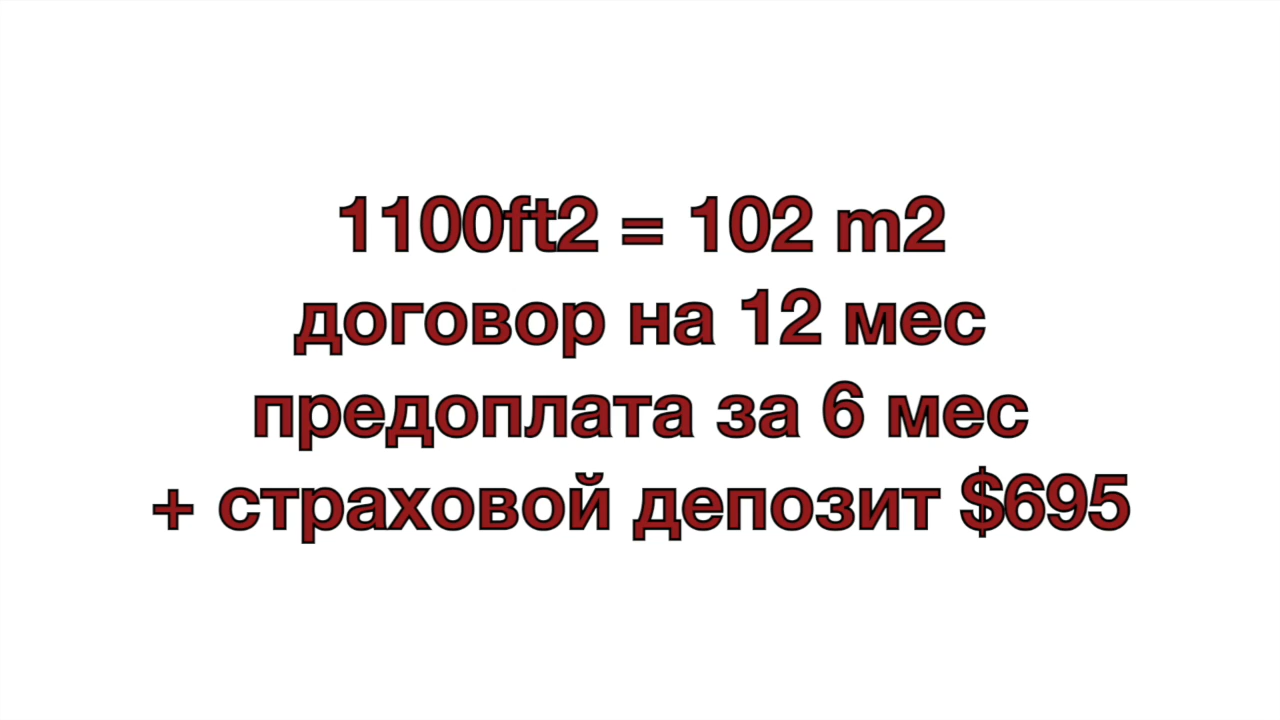 1100ft2 = 102 m2
договор на 12 мес
предоплата за 6 мес
+ страховой депозит $695